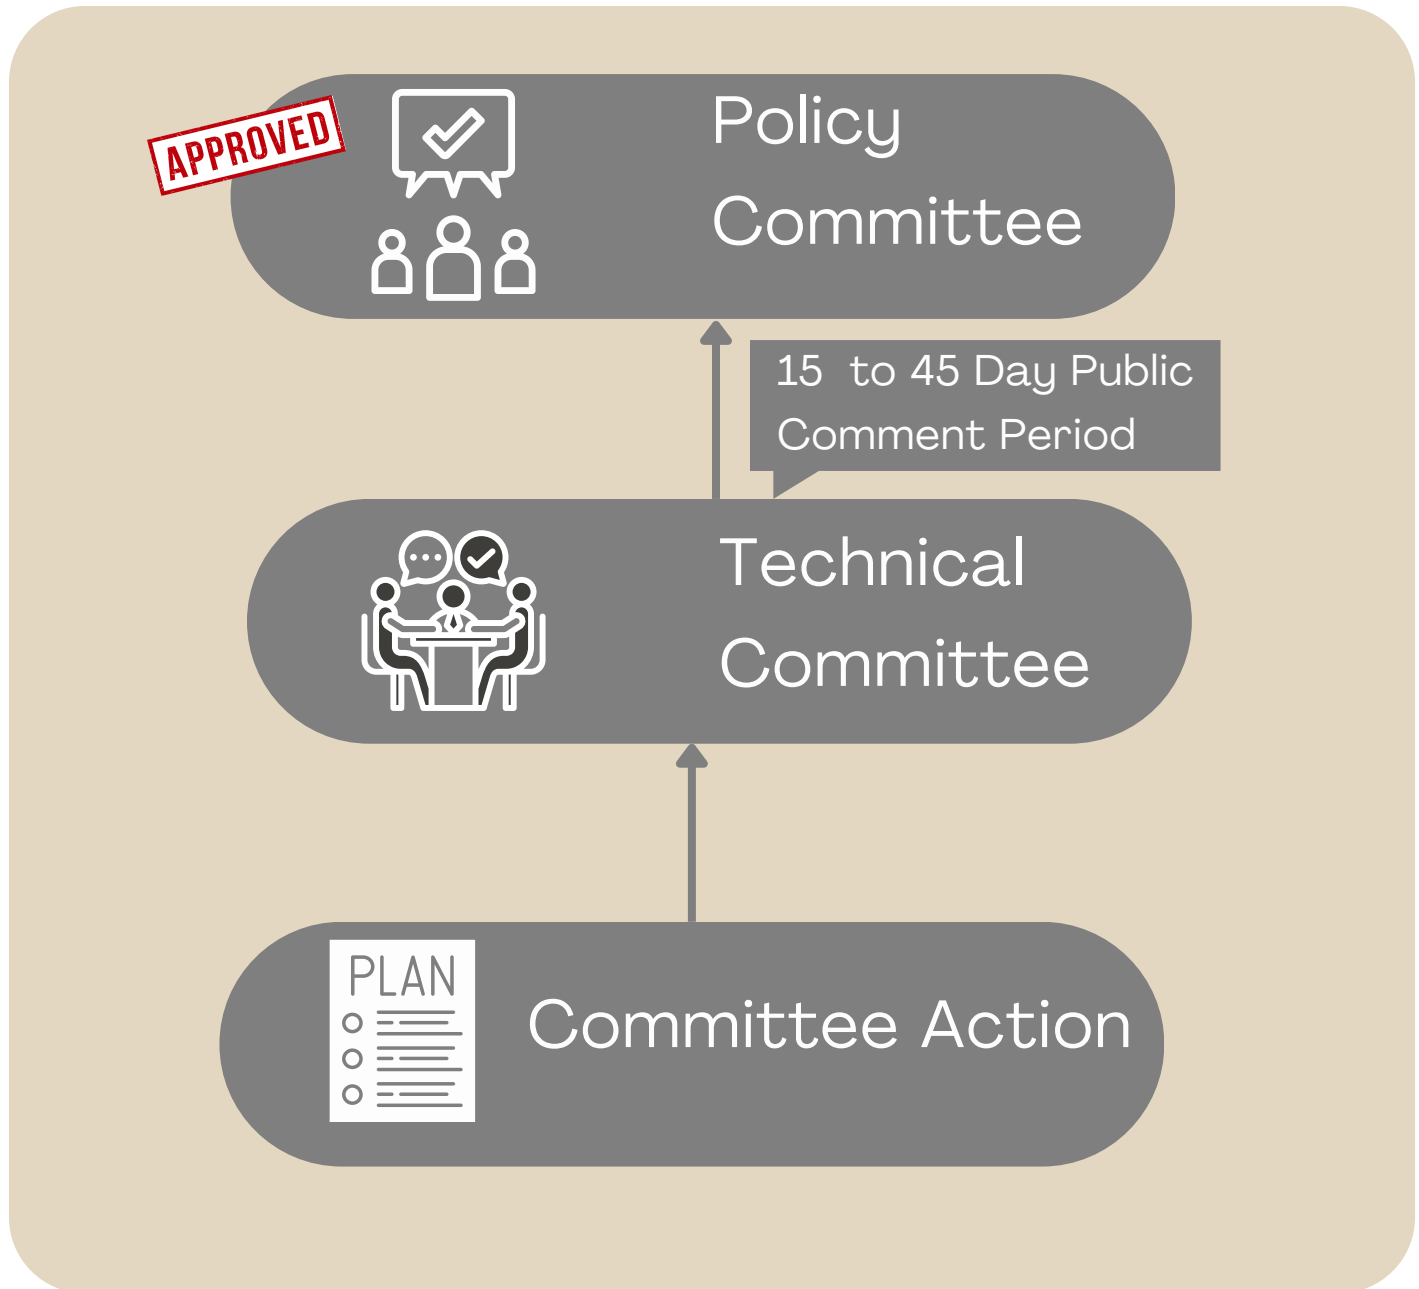 APPROVED
Policy
Committee
15 to 45 Day Public
Comment Period
Technical
Committee
PLAN
Committee Action